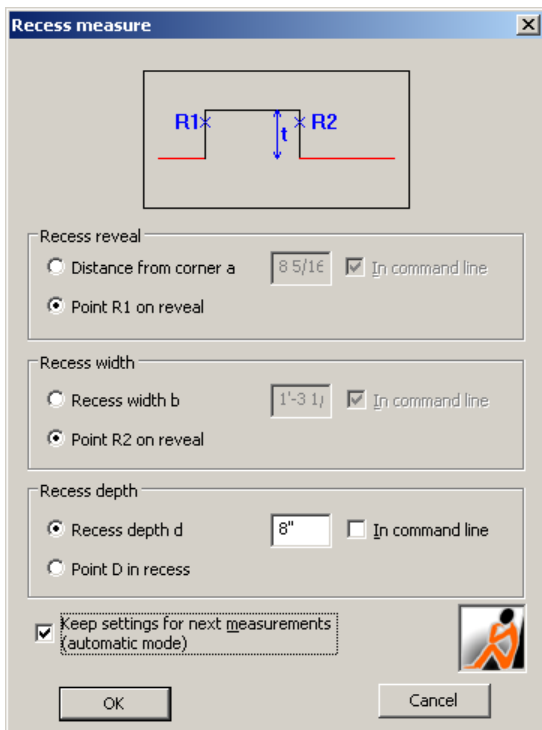 Recess measure
R1
t
R2
Recess reveal
Distance from corner a
8 5/16
In command line
Point R1 on reveal
Recess width
Recess width b
1'-3 1/
In command line
Point R2 on reveal
Recess depth
Recess depth d
8"
In command line
Point D in recess
Keep settings for next measurements
(automatic mode)
OK
Cancel